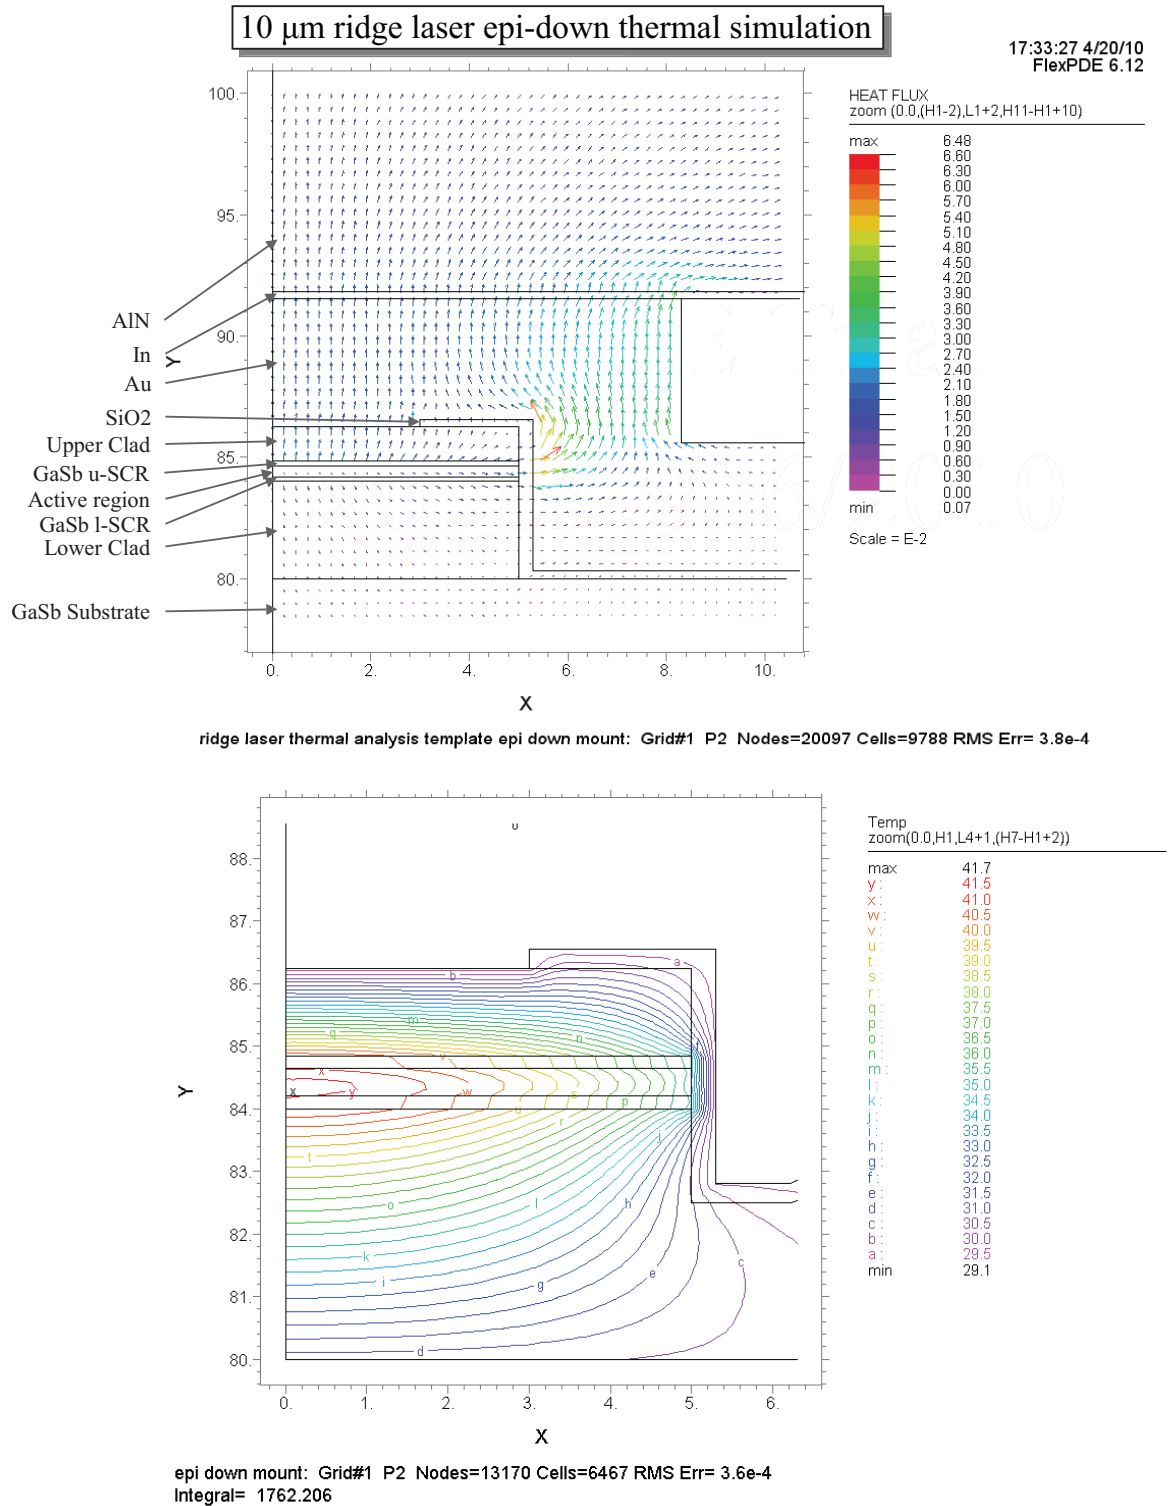 10 μm ridge laser epi-down thermal simulation
17:33:27 4/20/10
FlexPDE 6.12
HEAT FLUX
zoom (0.0,(H1-2),L1+2,H11-H1+10)
max 6.48
6.60
6.30
6.00
5.70
5.40
5.10
4.80
4.50
4.20
3.90
3.60
3.30
3.00
2.70
2.40
2.10
1.80
1.50
1.20
0.90
0.60
0.30
0.00
min 0.07
Scale = E-2
100.
95.
90.
85.
80.
Y
AlN
In
Au
SiO2
Upper Clad
GaSb u-SCR
Active region
GaSb l-SCR
Lower Clad
GaSb Substrate
0. 2. 4. 6. 8. 10.
X
ridge laser thermal analysis template epi down mount: Grid#1 P2 Nodes=20097 Cells=9788 RMS Err= 3.8e-4
Temp
zoom(0.0,H1,L4+1,(H7-H1+2))
max 41.7
y : 41.5
x : 41.0
w : 40.5
v : 40.0
u : 39.5
t : 39.0
s : 38.5
r : 38.0
q : 37.5
p : 37.0
o : 36.5
n : 36.0
m : 35.5
l : 35.0
k : 34.5
j : 34.0
i : 33.5
h : 33.0
g : 32.5
f : 32.0
e : 31.5
d : 31.0
c : 30.5
b : 30.0
a : 29.5
min 29.1
88.
87.
86.
85.
84.
83.
82.
81.
80.
Y
o
a
b
m
q
n
v
x
x
y
w
s
p
u
r
j
t
o
l
h
k
i
g
e
c
d
0. 1. 2. 3. 4. 5. 6.
X
epi down mount: Grid#1 P2 Nodes=13170 Cells=6467 RMS Err= 3.6e-4
Integral= 1762.206